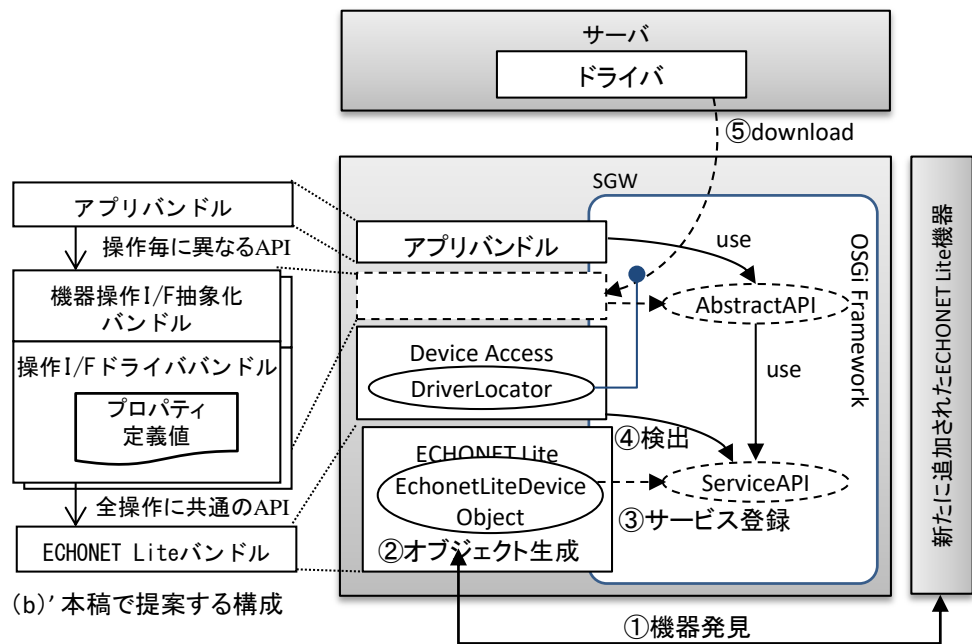 サーバ
ドライバ
⑤download
SGW
アプリバンドル
操作毎に異なるAPI
機器操作I/F抽象化
バンドル
操作I/Fドライババンドル
プロパティ
定義値
全操作に共通のAPI
ECHONET Liteバンドル
(b)’本稿で提案する構成
アプリバンドル
use
AbstractAPI
Device Access
DriverLocator
use
④検出
ECHONET Lite
EchonetLiteDevice
Object
ServiceAPI
③サービス登録
②オブジェクト生成
OSGi Framework
新たに追加されたECHONET Lite機器
①機器発見